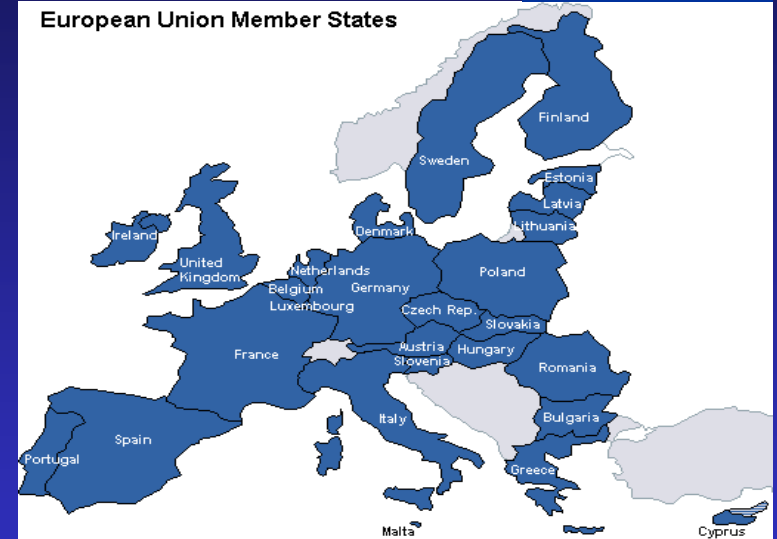 European Union Member States
Finland
Sweden
Estonia
Latvia
Lithuania
Denmark
Ireland
United
Kingdom
Netherlands
Belgium
Luxembourg
Germany
Poland
Czech Rep.
Slovakia
Austria
Hungary
Slovenia
France
Romania
Italy
Bulgaria
Spain
Portugal
Greece
Malta
Cyprus